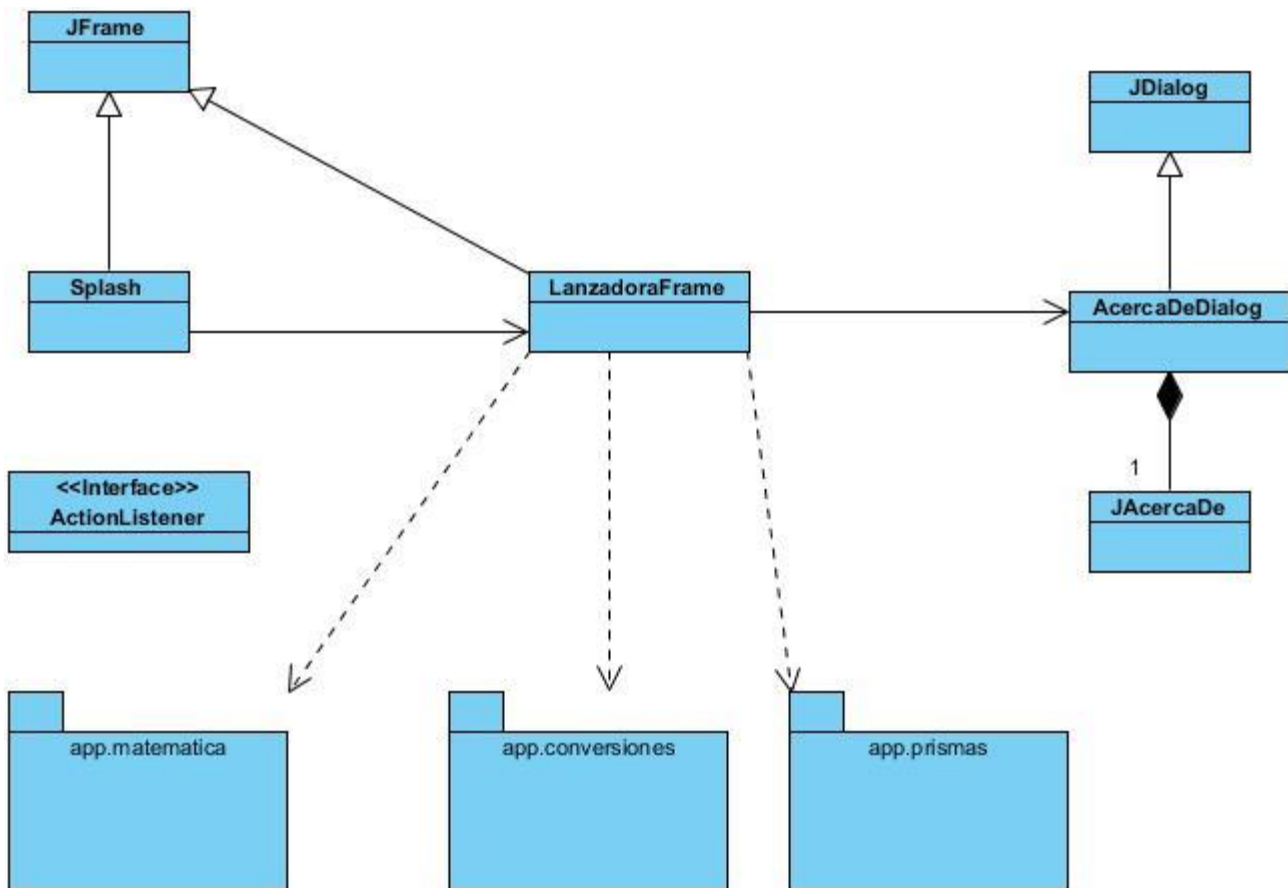 JFrame
JDialog
Splash
LanzadoraFrame
AcercaDeDialog
<<Interface>>
ActionListener
1
JAcercaDe
app.matematica
app.conversiones
app.prismas